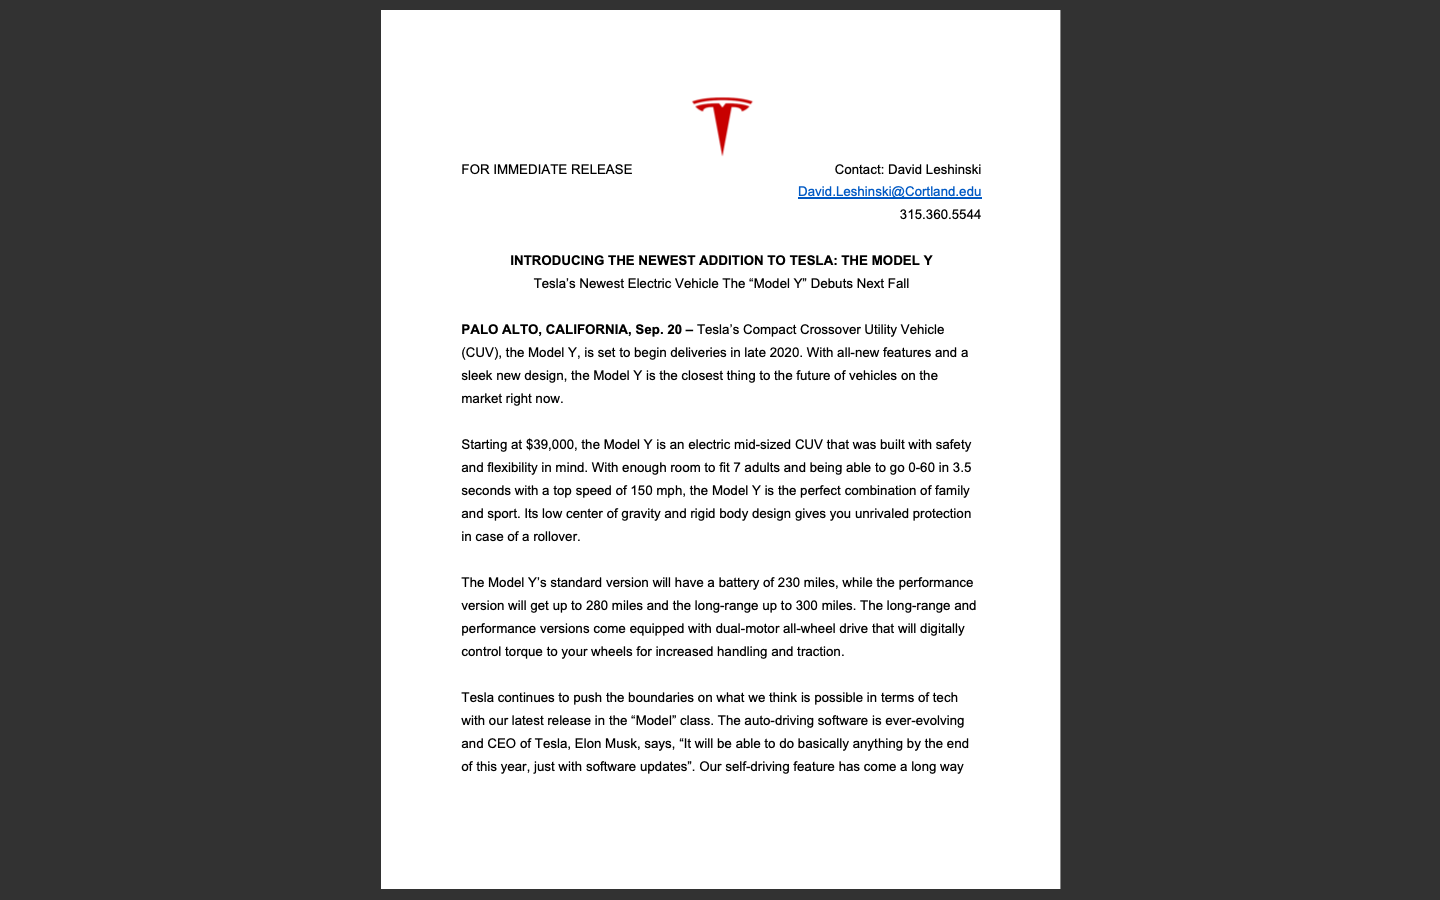 FOR IMMEDIATE RELEASE
Contact: David Leshinski
David.Leshinski@Cortland.edu
315.360.5544
INTRODUCING THE NEWEST ADDITION TO TESLA: THE MODEL Y
Tesla’s Newest Electric Vehicle The “Model Y” Debuts Next Fall
PALO ALTO, CALIFORNIA, Sep. 20 – Tesla’s Compact Crossover Utility Vehicle
(CUV), the Model Y, is set to begin deliveries in late 2020. With all-new features and a
sleek new design, the Model Y is the closest thing to the future of vehicles on the
market right now.
Starting at $39,000, the Model Y is an electric mid-sized CUV that was built with safety
and flexibility in mind. With enough room to fit 7 adults and being able to go 0-60 in 3.5
seconds with a top speed of 150 mph, the Model Y is the perfect combination of family
and sport. Its low center of gravity and rigid body design gives you unrivaled protection
in case of a rollover.
The Model Y’s standard version will have a battery of 230 miles, while the performance
version will get up to 280 miles and the long-range up to 300 miles. The long-range and
performance versions come equipped with dual-motor all-wheel drive that will digitally
control torque to your wheels for increased handling and traction.
Tesla continues to push the boundaries on what we think is possible in terms of tech
with our latest release in the “Model” class. The auto-driving software is ever-evolving
and CEO of Tesla, Elon Musk, says, “It will be able to do basically anything by the end
of this year, just with software updates”. Our self-driving feature has come a long way